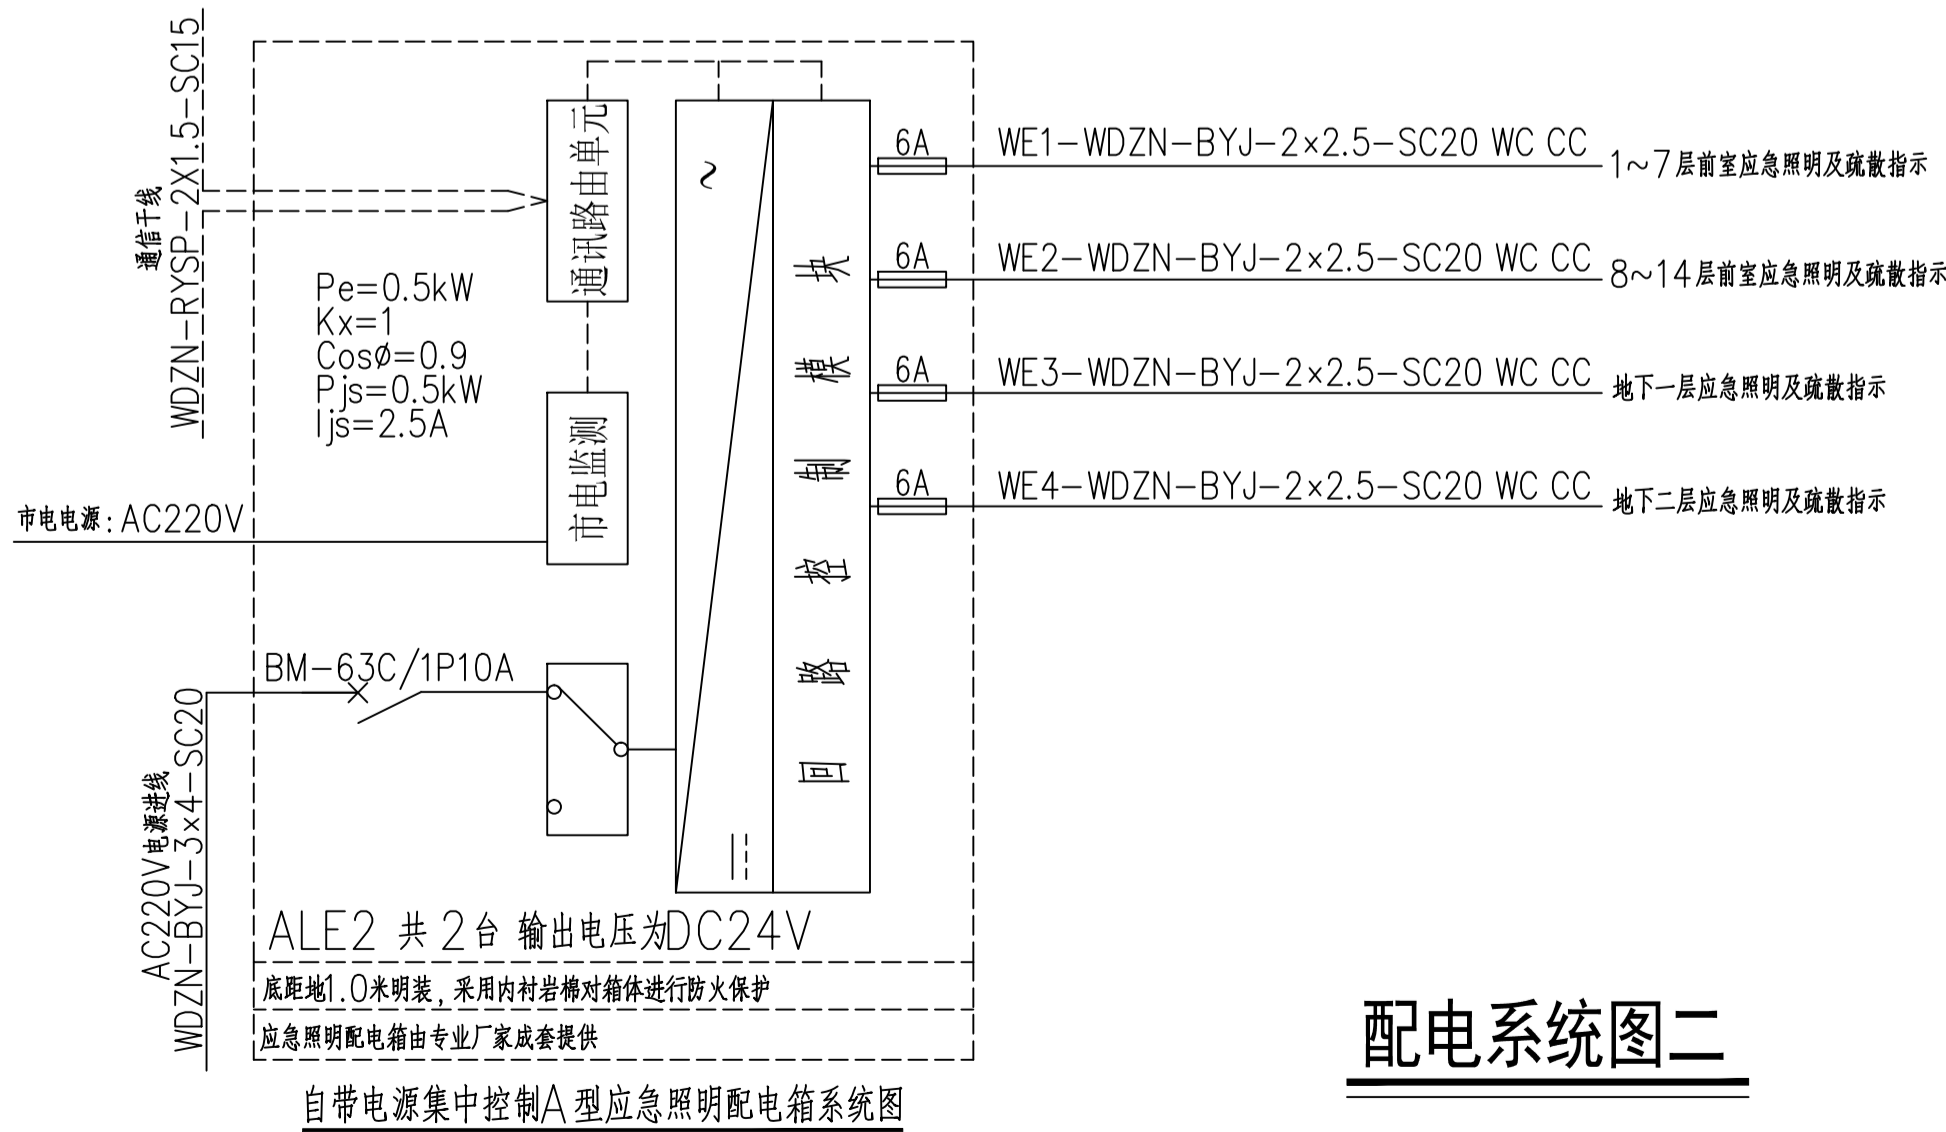 通信干线
WDZN-RYSP-2X1.5-SC15
通讯路由单元
Pe=0.5kW
Kx=1
CosØ=0.9
Pjs=0.5kW
Ijs=2.5A
市电监测
市电电源:AC220V
~
回路控制模块
6A WE1-WDZN-BYJ-2×2.5-SC20 WC CC 1~7层前室应急照明及疏散指示
6A WE2-WDZN-BYJ-2×2.5-SC20 WC CC 8~14层前室应急照明及疏散指示
6A WE3-WDZN-BYJ-2×2.5-SC20 WC CC 地下一层应急照明及疏散指示
6A WE4-WDZN-BYJ-2×2.5-SC20 WC CC 地下二层应急照明及疏散指示
BM-63C/1P10A
AC220V电源进线
WDZN-BYJ-3×4-SC20
ALE2 共2台 输出电压为DC24V
底距地1.0米明装,采用内衬岩棉对箱体进行防火保护
应急照明配电箱由专业厂家成套提供
自带电源集中控制A型应急照明配电箱系统图
配电系统图二